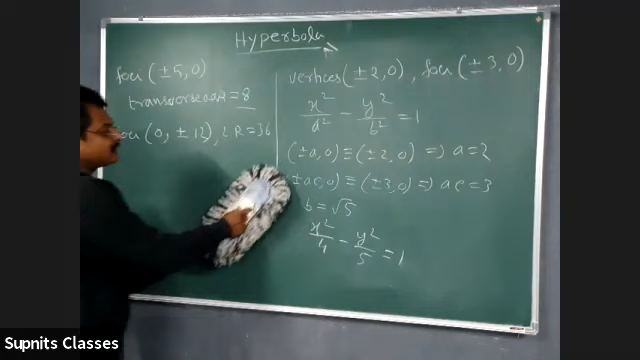 Hyperbola
foci (±5,0)
transverse axis = 8
(0, ±12), LR = 36
vertices (±2,0), foci (±3,0)
x²/a² - y²/b² = 1
(±a,0) ≡ (±2,0) => a=2
±ae,0) ≡ (±3,0) => ae=3
b = √5
x²/4 - y²/5 = 1
Supnits Classes